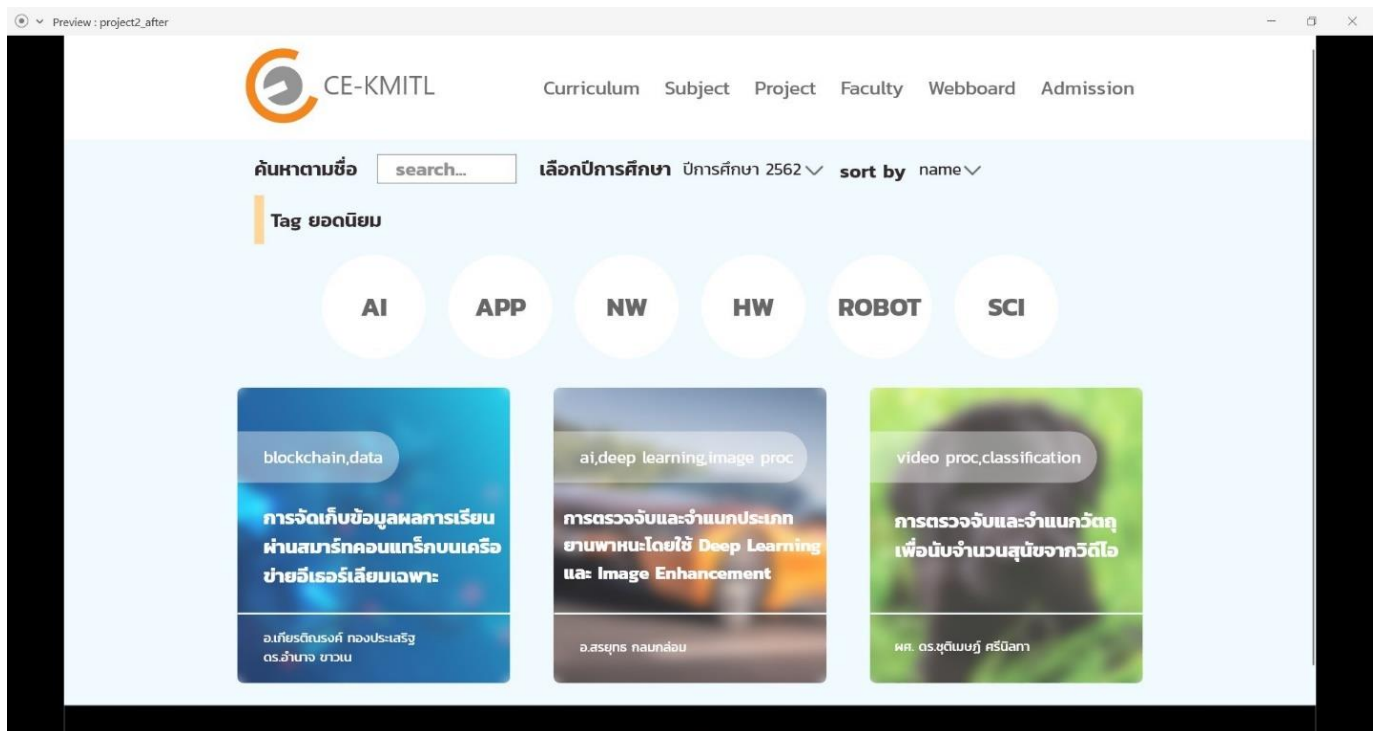 Preview : project2_after
CE-KMITL
Curriculum Subject Project Faculty Webboard Admission
ค้นหาตามชื่อ search... เลือกปีการศึกษา ปีการศึกษา 2562 sort by name
Tag ยอดนิยม
AI APP NW HW ROBOT SCI
blockchain,data
การจัดเก็บข้อมูลผลการเรียน
ผ่านสมาร์ทคอนแทร็กบนเครือ
ข่ายอีเธอร์เลียมเฉพาะ
อ.เกียรติณรงค์ ทองประเสริฐ
ดร.อำนาจ ขาวเน
ai,deep learning,image proc
การตรวจจับและจำแนกประเภท
ยานพาหนะโดยใช้ Deep Learning
และ Image Enhancement
อ.สรยุทธ กลมกล่อม
video proc,classification
การตรวจจับและจำแนกวัตถุ
เพื่อนับจำนวนสุนัขจากวิดีโอ
ผศ. ดร.ชุติเมษฎ์ ศรีนิลทา